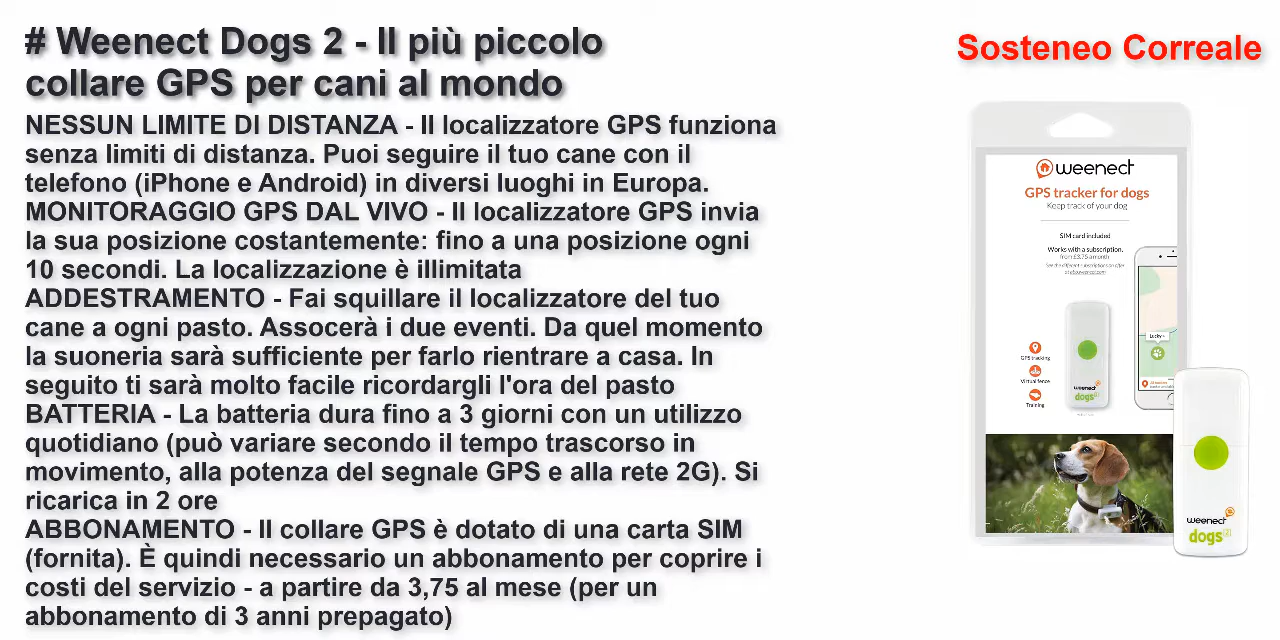 # Weenect Dogs 2 - Il più piccolo
collare GPS per cani al mondo
NESSUN LIMITE DI DISTANZA - Il localizzatore GPS funziona
senza limiti di distanza. Puoi seguire il tuo cane con il
telefono (iPhone e Android) in diversi luoghi in Europa.
MONITORAGGIO GPS DAL VIVO - Il localizzatore GPS invia
la sua posizione costantemente: fino a una posizione ogni
10 secondi. La localizzazione è illimitata
ADDESTRAMENTO - Fai squillare il localizzatore del tuo
cane a ogni pasto. Assocerà i due eventi. Da quel momento
la suoneria sarà sufficiente per farlo rientrare a casa. In
seguito ti sarà molto facile ricordargli l'ora del pasto
BATTERIA - La batteria dura fino a 3 giorni con un utilizzo
quotidiano (può variare secondo il tempo trascorso in
movimento, alla potenza del segnale GPS e alla rete 2G). Si
ricarica in 2 ore
ABBONAMENTO - Il collare GPS è dotato di una carta SIM
(fornita). È quindi necessario un abbonamento per coprire i
costi del servizio - a partire da 3,75 al mese (per un
abbonamento di 3 anni prepagato)
Sosteneo Correale
weenect
GPS tracker for dogs
Keep track of your dog
SIM card included
Works with a subscription.
from £3.75 a month
GPS tracking
Virtual fence
Training
Lucky
weenect
dogs2
weenect
dogs2